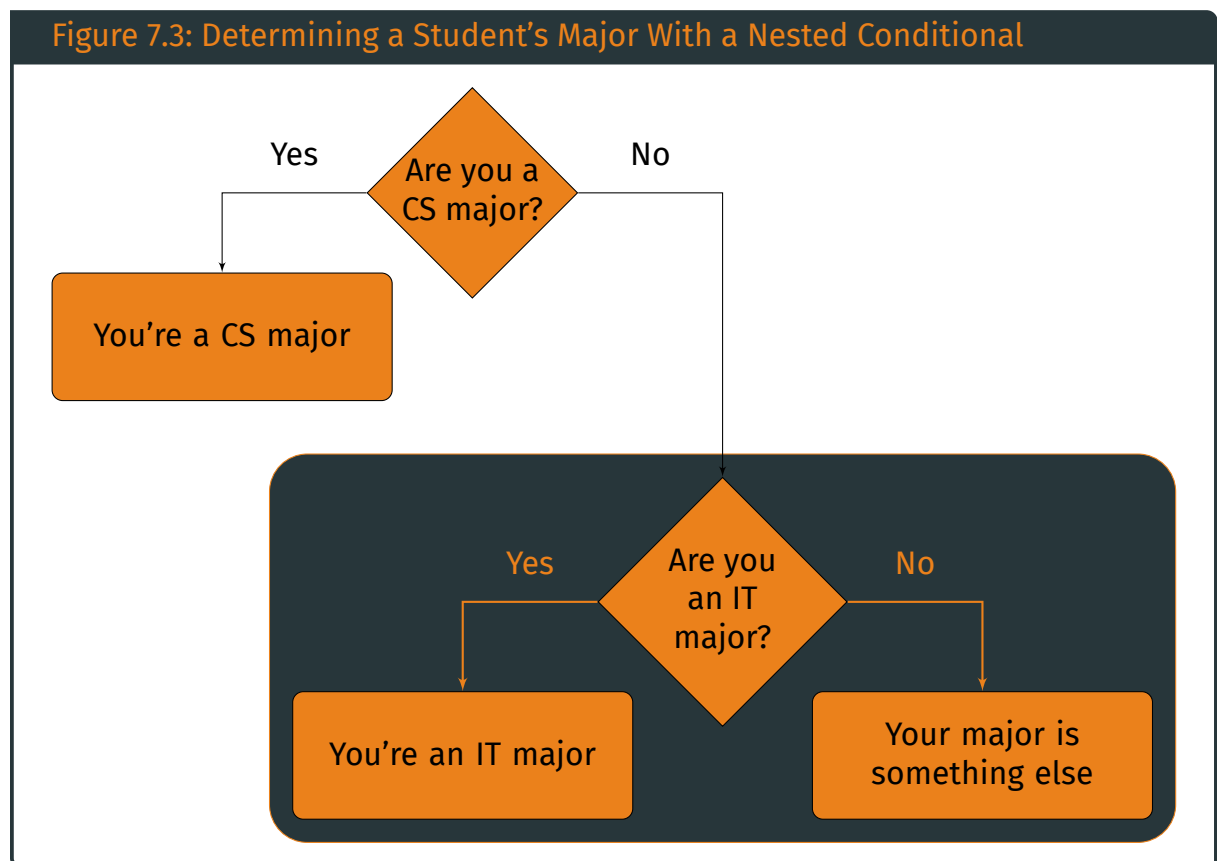 Figure 7.3: Determining a Student’s Major With a Nested Conditional
Yes
No
Are you a
CS major?
You’re a CS major
Yes
No
Are you
an IT
major?
You’re an IT major
Your major is
something else